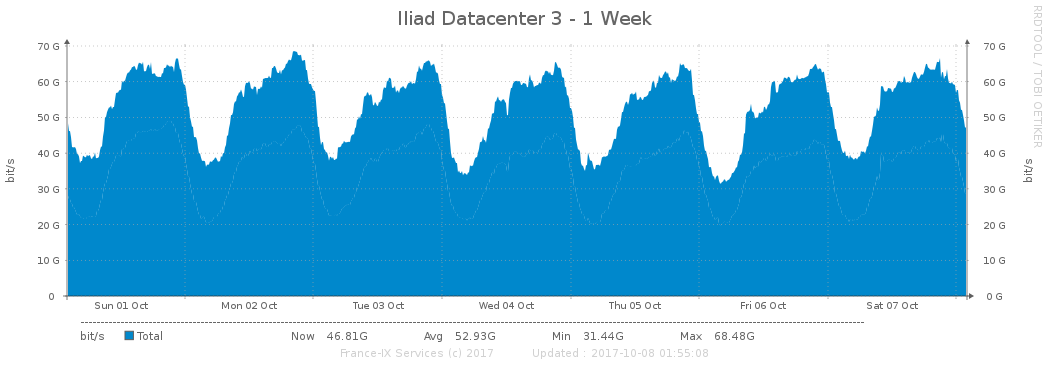 Iliad Datacenter 3 - 1 Week
RRDTOOL / TOBI OETIKER
bit/s
70 G 70 G
60 G 60 G
50 G 50 G
40 G 40 G
30 G 30 G
20 G 20 G
10 G 10 G
0 0 G
bit/s
Sun 01 Oct Mon 02 Oct Tue 03 Oct Wed 04 Oct Thu 05 Oct Fri 06 Oct Sat 07 Oct
bit/s Total Now 46.81G Avg 52.93G Min 31.44G Max 68.48G
France-IX Services (c) 2017 Updated : 2017-10-08 01:55:08